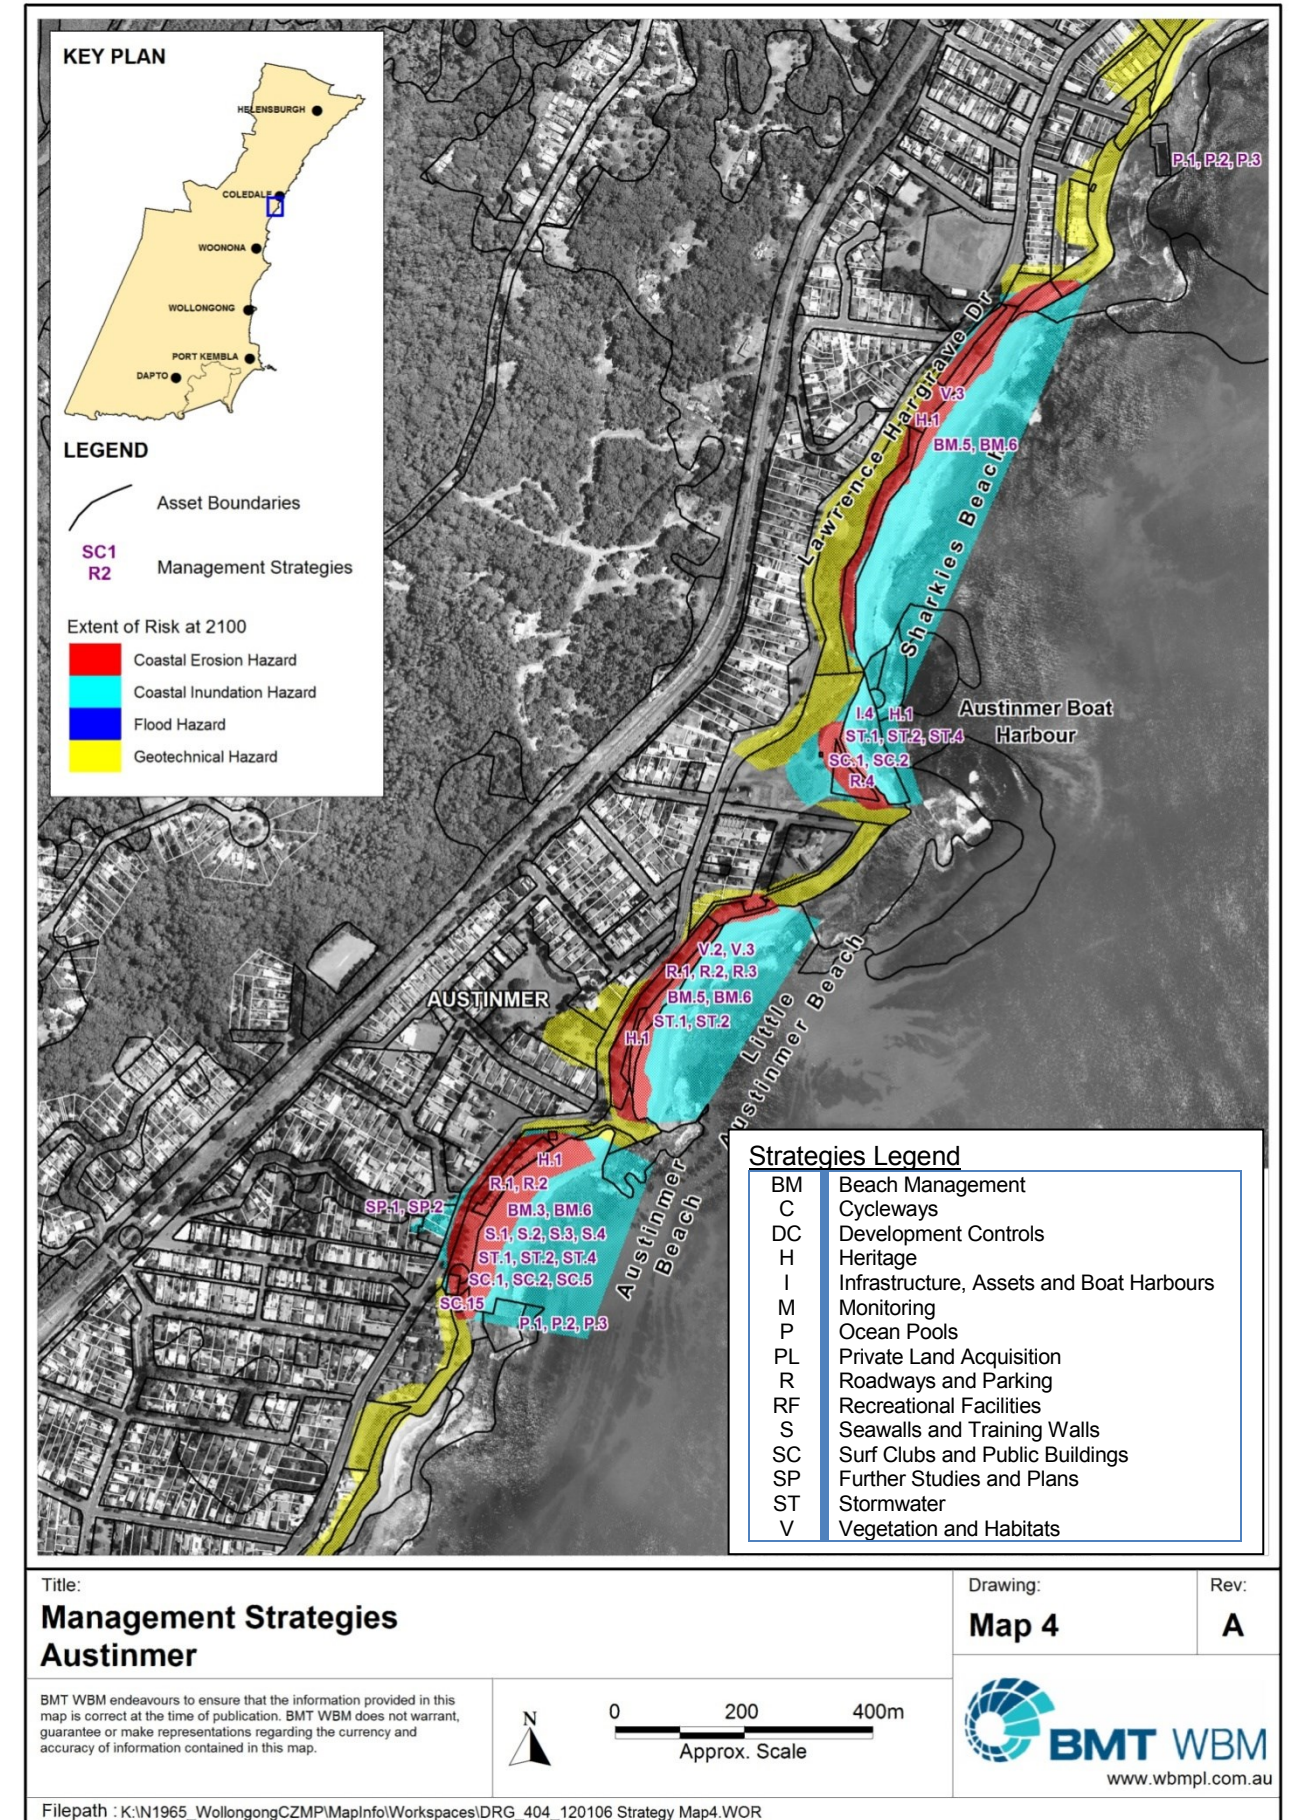 KEY PLAN
HELENSBURGH
COLEDALE
WOONONA
WOLLONGONG
PORT KEMBLA
DAPTO
LEGEND
Asset Boundaries
SC1
R2
Management Strategies
Extent of Risk at 2100
Coastal Erosion Hazard
Coastal Inundation Hazard
Flood Hazard
Geotechnical Hazard
P.1, P.2, P.3
Lawrence Hargrave Dr
V.3
H.1
BM.5, BM.6
Sharkies Beach
Austinmer Boat
Harbour
I.4 H.1
ST.1, ST.2, ST.4
SC.1, SC.2
R.4
V.2, V.3
R.1, R.2, R.3
BM.5, BM.6
ST.1, ST.2
H.1
Little
Austinmer Beach
AUSTINMER
H.1
R.1, R.2
SP.1, SP.2
BM.3, BM.6
S.1, S.2, S.3, S.4
ST.1, ST.2, ST.4
SC.1, SC.2, SC.5
SC.15
P.1, P.2, P.3
Austinmer
Beach
Strategies Legend
BM Beach Management
C Cycleways
DC Development Controls
H Heritage
I Infrastructure, Assets and Boat Harbours
M Monitoring
P Ocean Pools
PL Private Land Acquisition
R Roadways and Parking
RF Recreational Facilities
S Seawalls and Training Walls
SC Surf Clubs and Public Buildings
SP Further Studies and Plans
ST Stormwater
V Vegetation and Habitats
Title:
Management Strategies
Austinmer
Drawing:
Map 4
Rev:
A
BMT WBM endeavours to ensure that the information provided in this
map is correct at the time of publication. BMT WBM does not warrant,
guarantee or make representations regarding the currency and
accuracy of information contained in this map.
N
0 200 400m
Approx. Scale
BMT WBM
www.wbmpl.com.au
Filepath : K:\N1965_WollongongCZMP\MapInfo\Workspaces\DRG_404_120106 Strategy Map4.WOR